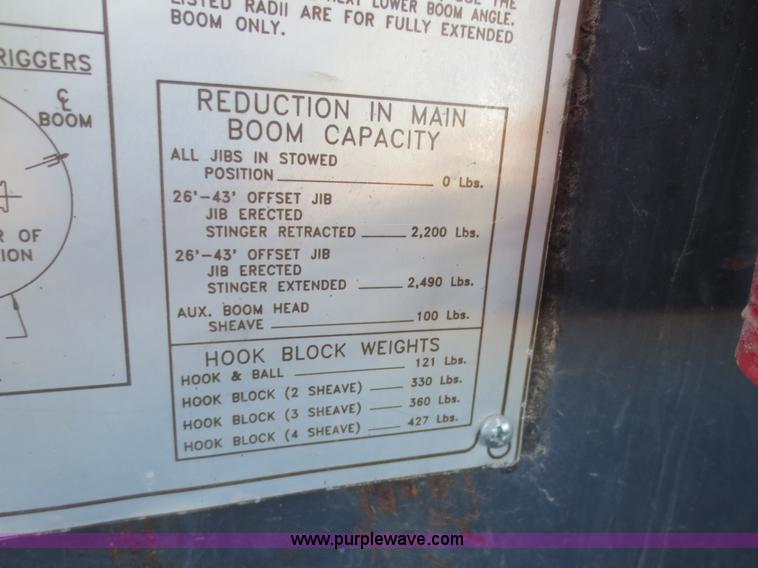 LOWER BOOM ANGLE.
LISTED RADII ARE FOR FULLY EXTENDED
BOOM ONLY.
RIGGERS
℄
BOOM
OF
REDUCTION IN MAIN
BOOM CAPACITY
ALL JIBS IN STOWED
POSITION 0 Lbs.
26'-43' OFFSET JIB
JIB ERECTED
STINGER RETRACTED 2,200 Lbs.
26'-43' OFFSET JIB
JIB ERECTED
STINGER EXTENDED 2,490 Lbs.
AUX. BOOM HEAD
SHEAVE 100 Lbs.
HOOK BLOCK WEIGHTS
HOOK & BALL 121 Lbs.
HOOK BLOCK (2 SHEAVE) 330 Lbs.
HOOK BLOCK (3 SHEAVE) 360 Lbs.
HOOK BLOCK (4 SHEAVE) 427 Lbs.
www.purplewave.com